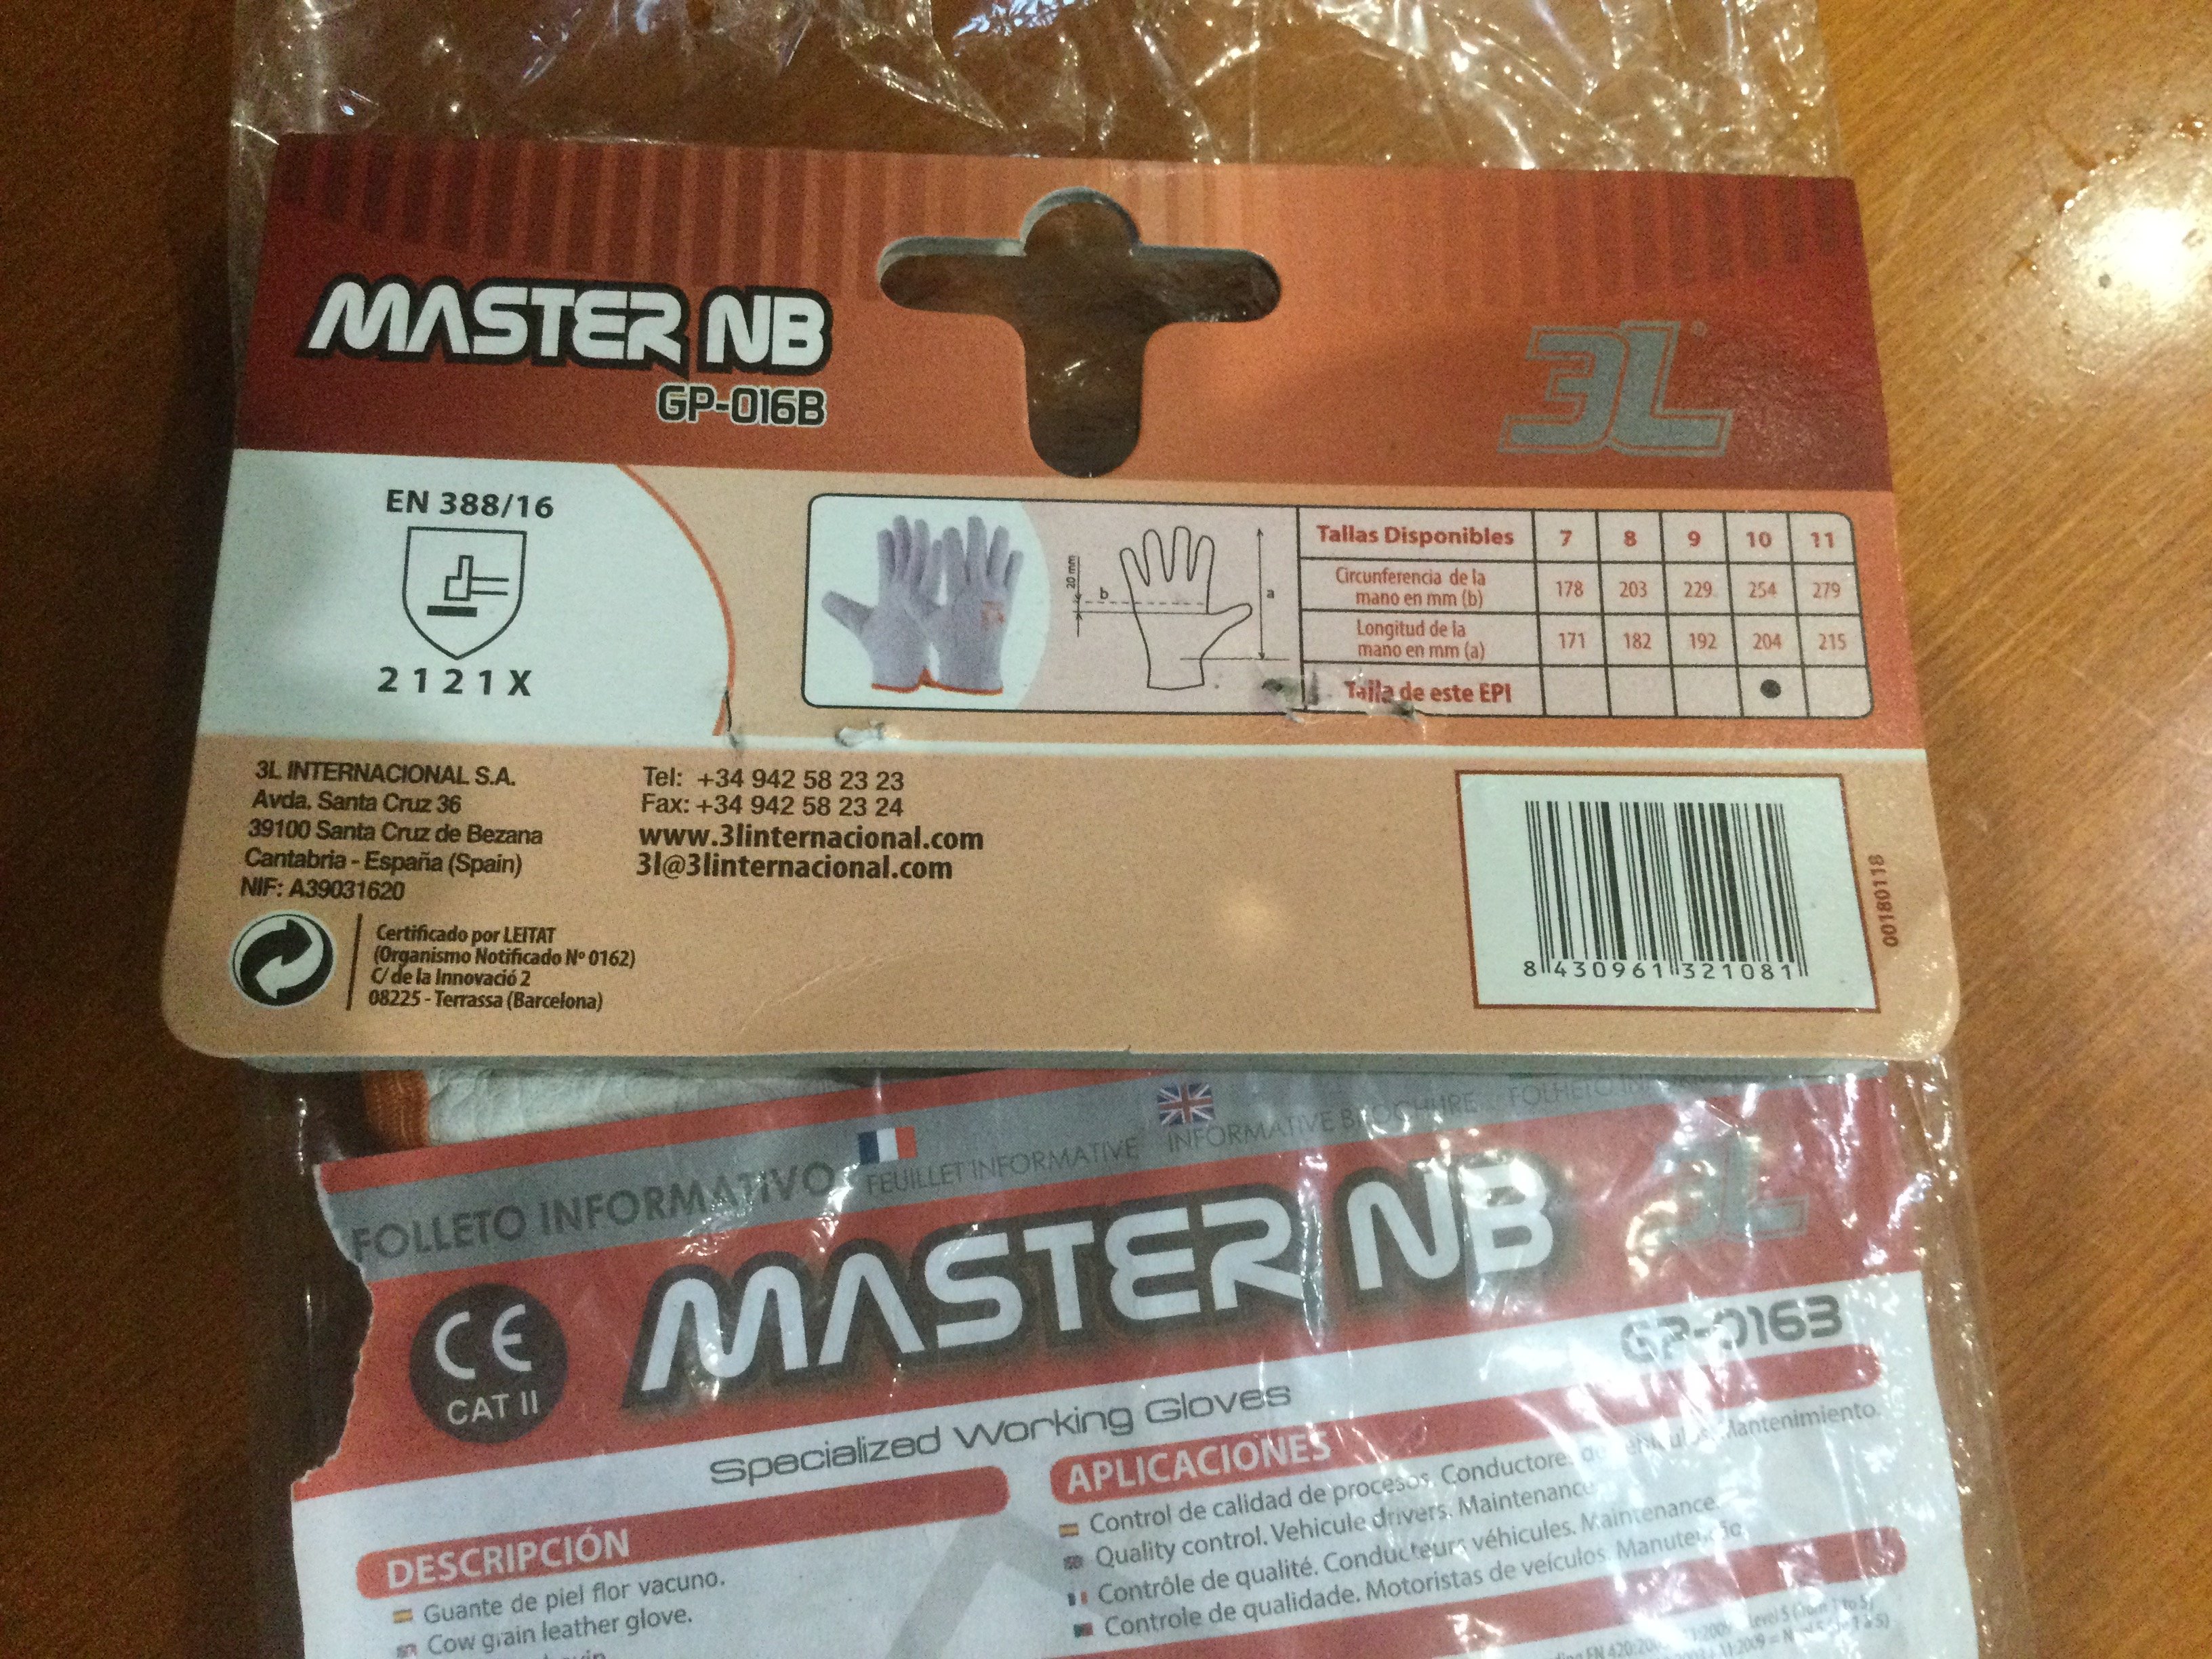 MASTER NB
GP-016B
3L®
EN 388/16
2 1 2 1 X
20 mm
b
a
Tallas Disponibles 7 8 9 10 11
Circunferencia de la
mano en mm (b) 178 203 229 254 279
Longitud de la
mano en mm (a) 171 182 192 204 215
Talla de este EPI ●
3L INTERNACIONAL S.A.
Avda. Santa Cruz 36
39100 Santa Cruz de Bezana
Cantabria - España (Spain)
NIF: A39031620
Tel: +34 942 58 23 23
Fax: +34 942 58 23 24
www.3linternacional.com
3l@3linternacional.com
Certificado por LEITAT
(Organismo Notificado Nº 0162)
C/ de la Innovació 2
08225 - Terrassa (Barcelona)
8 430961 321081
00180118
FOLLETO INFORMATIVO FEUILLET INFORMATIVE INFORMATIVE BROCHURE FOLHETO
CE
CAT II
MASTER NB
3L
GP-016B
Specialized Working Gloves
DESCRIPCIÓN
Guante de piel flor vacuno.
Cow grain leather glove.
APLICACIONES
Control de calidad de procesos. Conductores de vehículos. Mantenimiento.
Quality control. Vehicule drivers. Maintenance.
Contrôle de qualité. Conducteurs véhicules. Maintenance.
Controle de qualidade. Motoristas de veículos. Manutenção